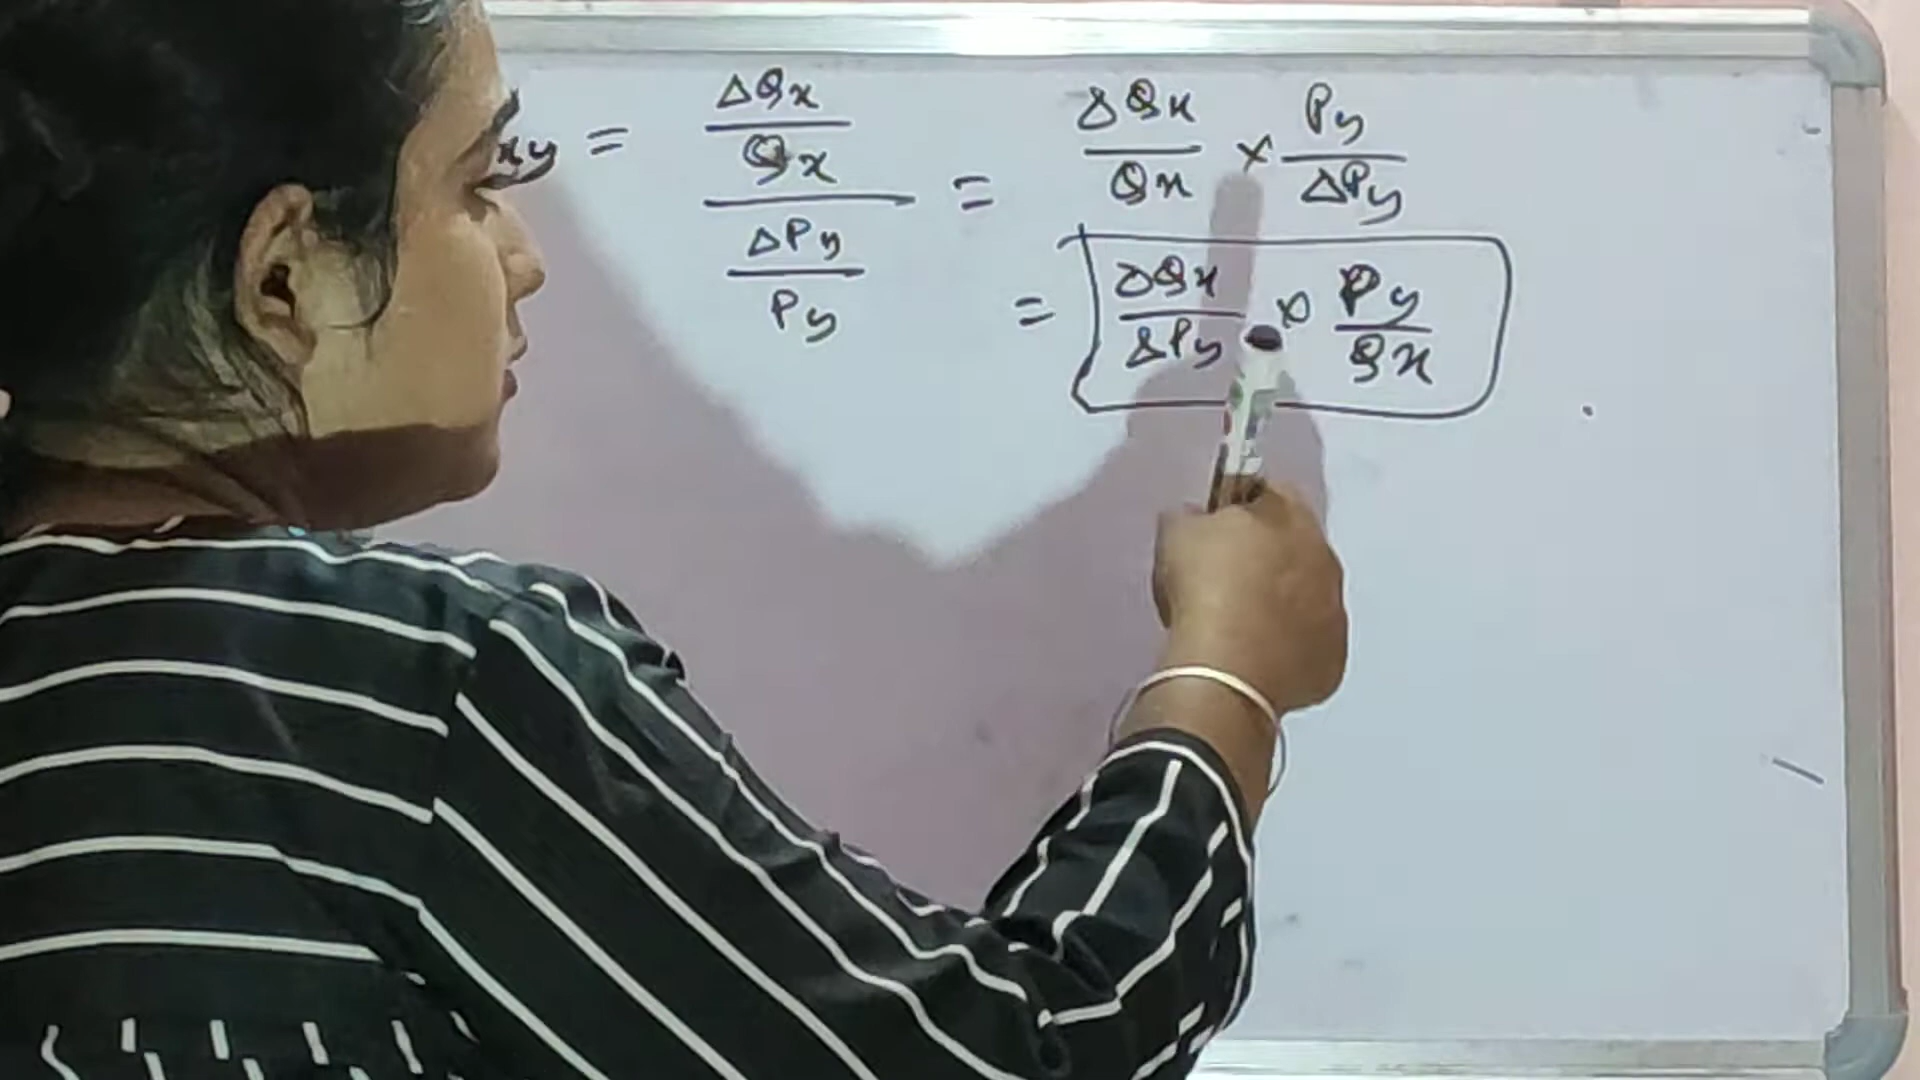 xy = ΔQx/Qx / ΔPy/Py = ΔQx/Qx × Py/ΔPy
= ΔQx/ΔPy × Py/Qx